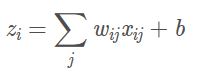 z_i = \sum_j w_{ij} x_{ij} + b